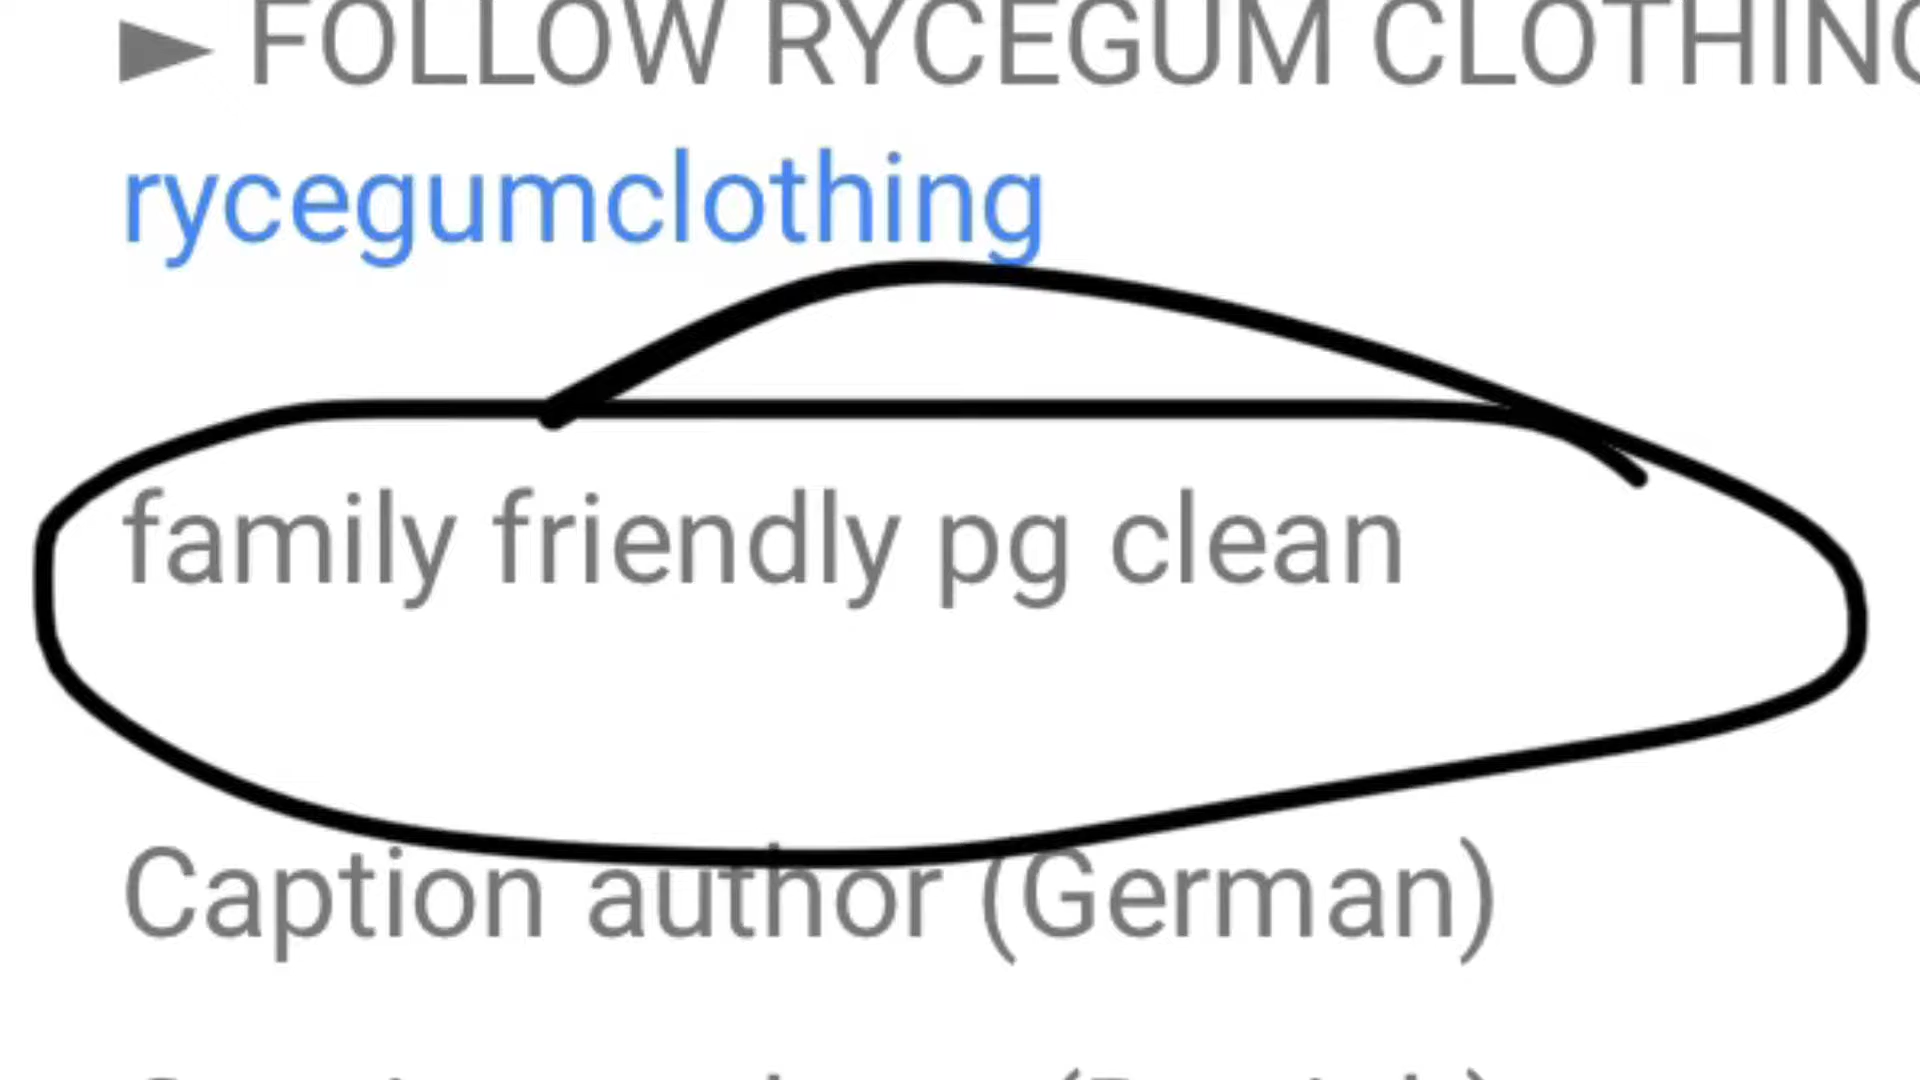 ► FOLLOW RYCEGUM CLOTHING
rycegumclothing
family friendly pg clean
Caption author (German)